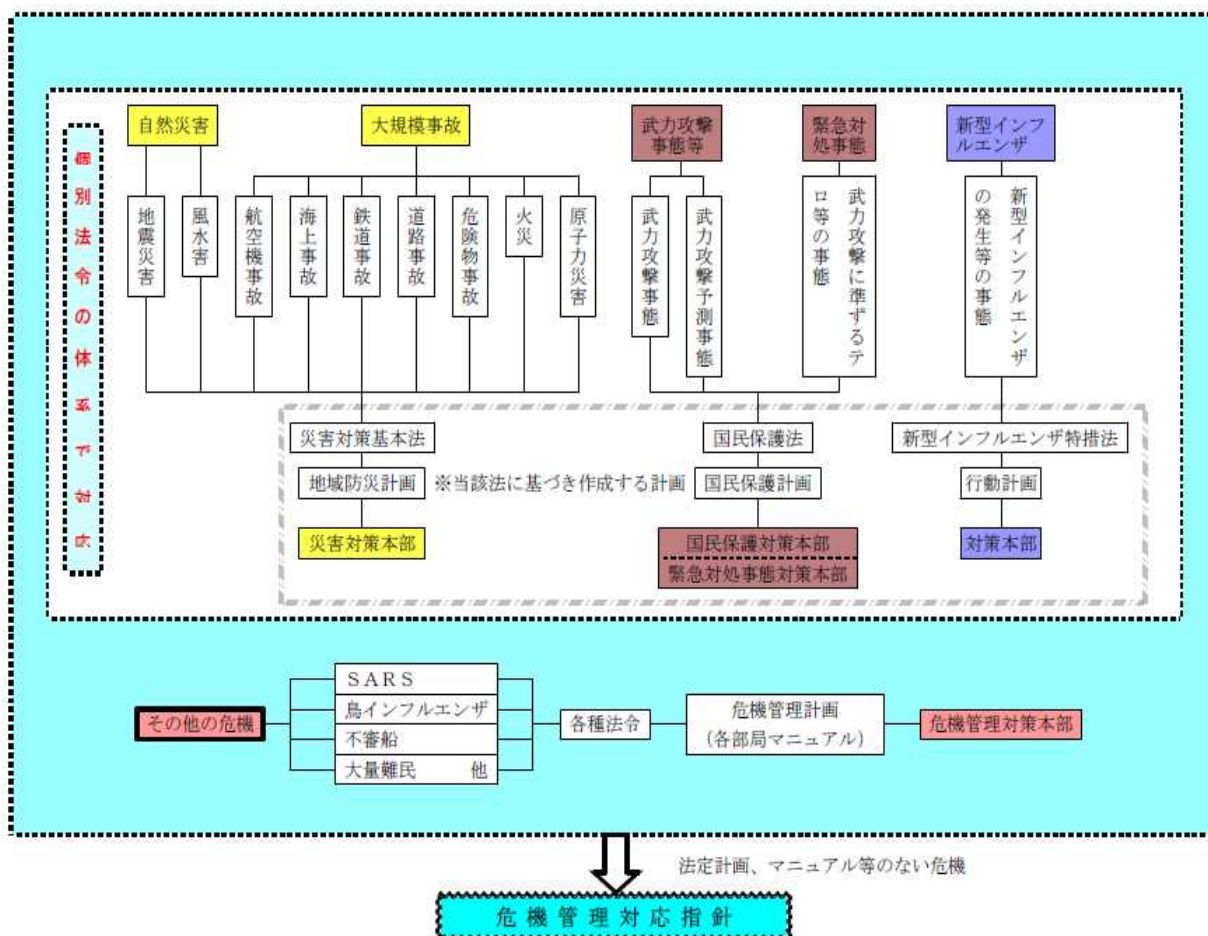 個別法令の体系で対応
自然災害
大規模事故
武力攻撃
事態等
緊急対
処事態
新型インフ
ルエンザ
地震災害
風水害
航空機事故
海上事故
鉄道事故
道路事故
危険物事故
火災
原子力災害
武力攻撃事態
武力攻撃予測事態
武力攻撃に準ずるテ
ロ等の事態
新型インフルエンザ
の発生等の事態
災害対策基本法
国民保護法
新型インフルエンザ特措法
地域防災計画
※当該法に基づき作成する計画
国民保護計画
行動計画
災害対策本部
国民保護対策本部
緊急対処事態対策本部
対策本部
その他の危機
SARS
鳥インフルエンザ
不審船
大量難民 他
各種法令
危機管理計画
(各部局マニュアル)
危機管理対策本部
法定計画、マニュアル等のない危機
危機管理対応指針